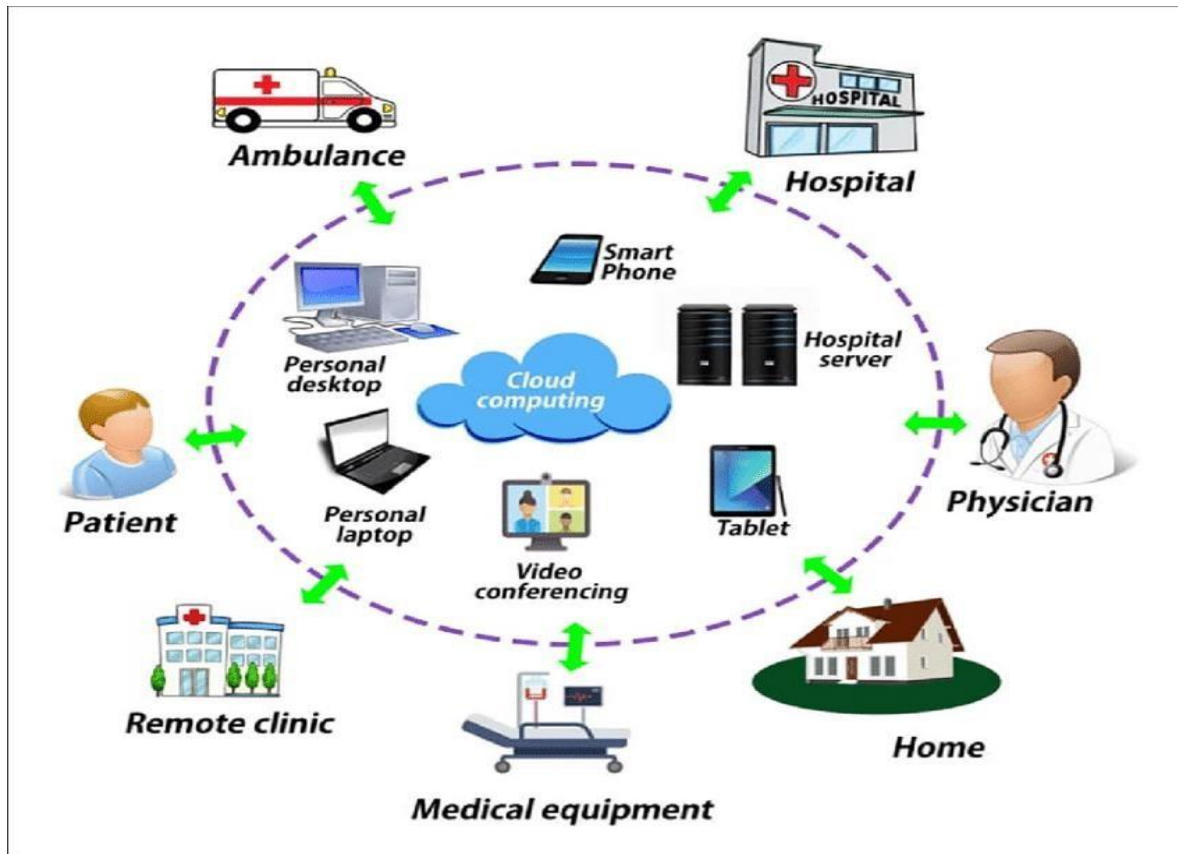 HOSPITAL
Ambulance
Hospital
Smart
Phone
Personal
desktop
Hospital
server
Cloud
computing
Patient
Personal
laptop
Tablet
Physician
Video
conferencing
Remote clinic
Home
Medical equipment